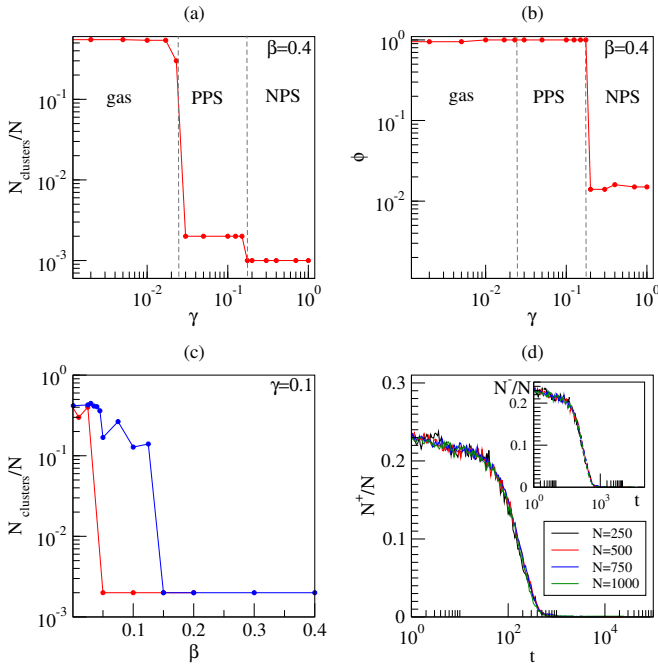 (a)
β=0.4
gas PPS NPS
N_clusters/N
10^-1
10^-2
10^-3
10^-2 10^-1 10^0
γ
(b)
β=0.4
gas PPS NPS
ϕ
10^0
10^-1
10^-2
10^-2 10^-1 10^0
γ
(c)
γ=0.1
N_clusters/N
10^0
10^-1
10^-2
10^-3
0.1 0.2 0.3 0.4
β
(d)
N^+/N
0.3
0.2
0.1
0
10^0 10^2 10^4
t
N^-/N
0.2
0.1
0
10^0 10^3
t
N=250
N=500
N=750
N=1000